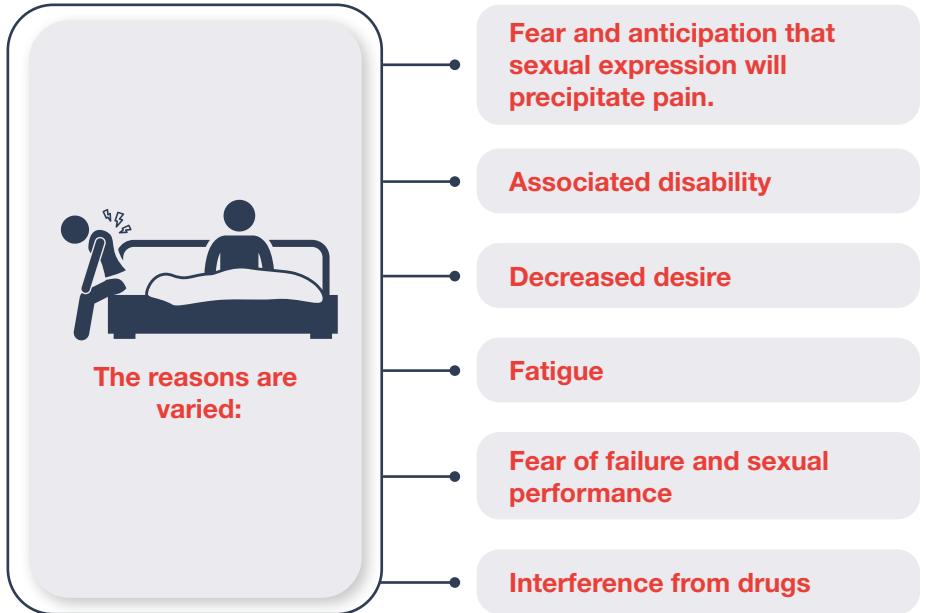 The reasons are
varied:
Fear and anticipation that
sexual expression will
precipitate pain.
Associated disability
Decreased desire
Fatigue
Fear of failure and sexual
performance
Interference from drugs